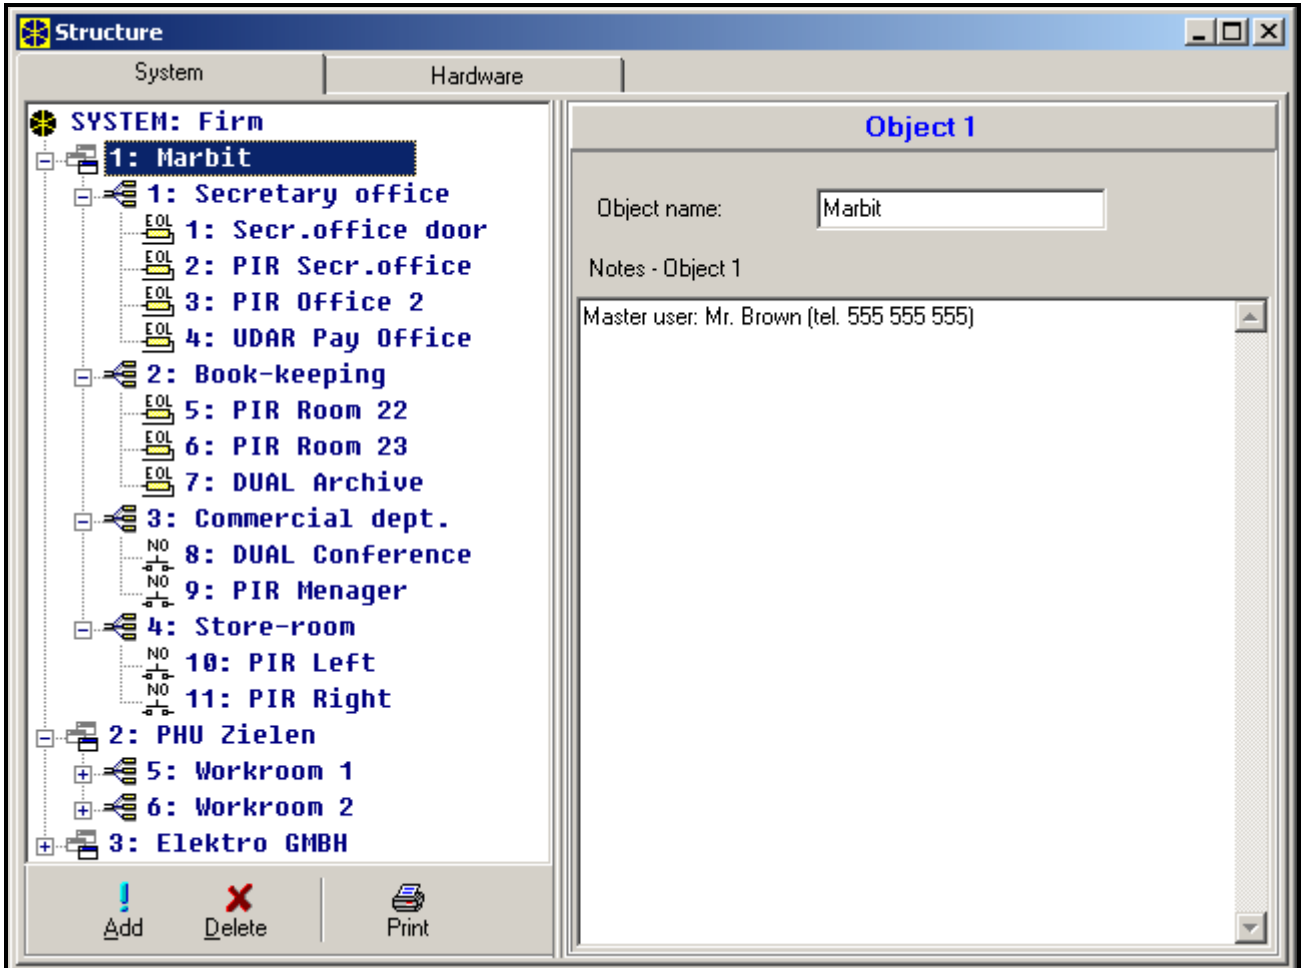 Structure
System
Hardware
SYSTEM: Firm
1: Marbit
1: Secretary office
EOL 1: Secr.office door
EOL 2: PIR Secr.office
EOL 3: PIR Office 2
EOL 4: UDAR Pay Office
2: Book-keeping
EOL 5: PIR Room 22
EOL 6: PIR Room 23
EOL 7: DUAL Archive
3: Commercial dept.
NO 8: DUAL Conference
NO 9: PIR Menager
4: Store-room
NO 10: PIR Left
NO 11: PIR Right
2: PHU Zielen
5: Workroom 1
6: Workroom 2
3: Elektro GMBH
Add
Delete
Print
Object 1
Object name:
Marbit
Notes - Object 1
Master user: Mr. Brown (tel. 555 555 555)